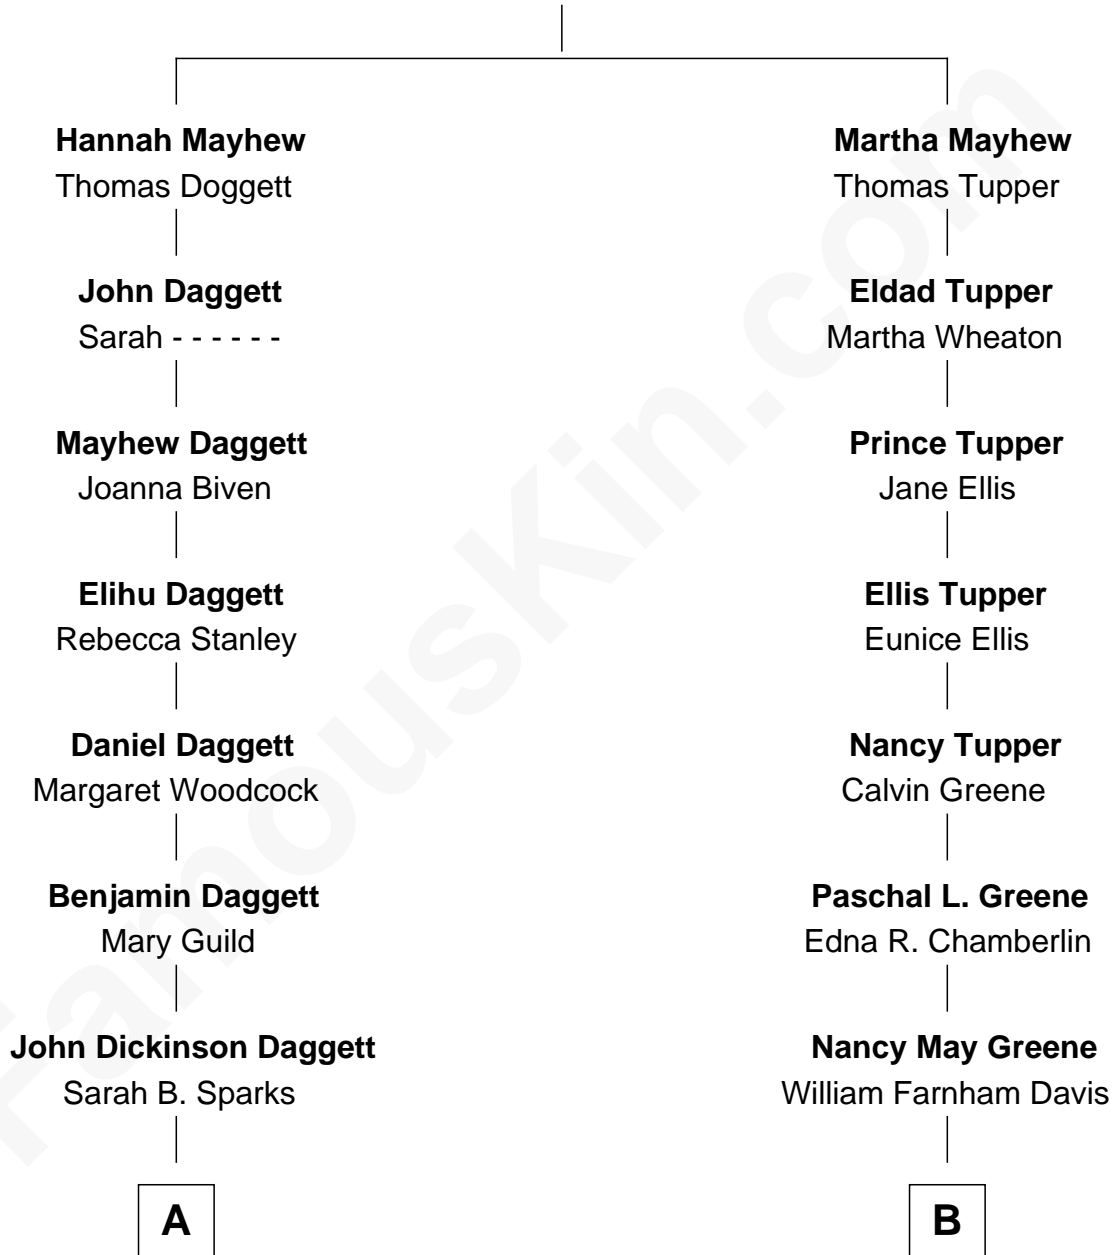 Hannah Mayhew
Thomas Doggett
John Daggett
Sarah - - - - - -
Mayhew Daggett
Joanna Biven
Elihu Daggett
Rebecca Stanley
Daniel Daggett
Margaret Woodcock
Benjamin Daggett
Mary Guild
John Dickinson Daggett
Sarah B. Sparks
A
Martha Mayhew
Thomas Tupper
Eldad Tupper
Martha Wheaton
Prince Tupper
Jane Ellis
Ellis Tupper
Eunice Ellis
Nancy Tupper
Calvin Greene
Paschal L. Greene
Edna R. Chamberlin
Nancy May Greene
William Farnham Davis
B
FamousKin.com